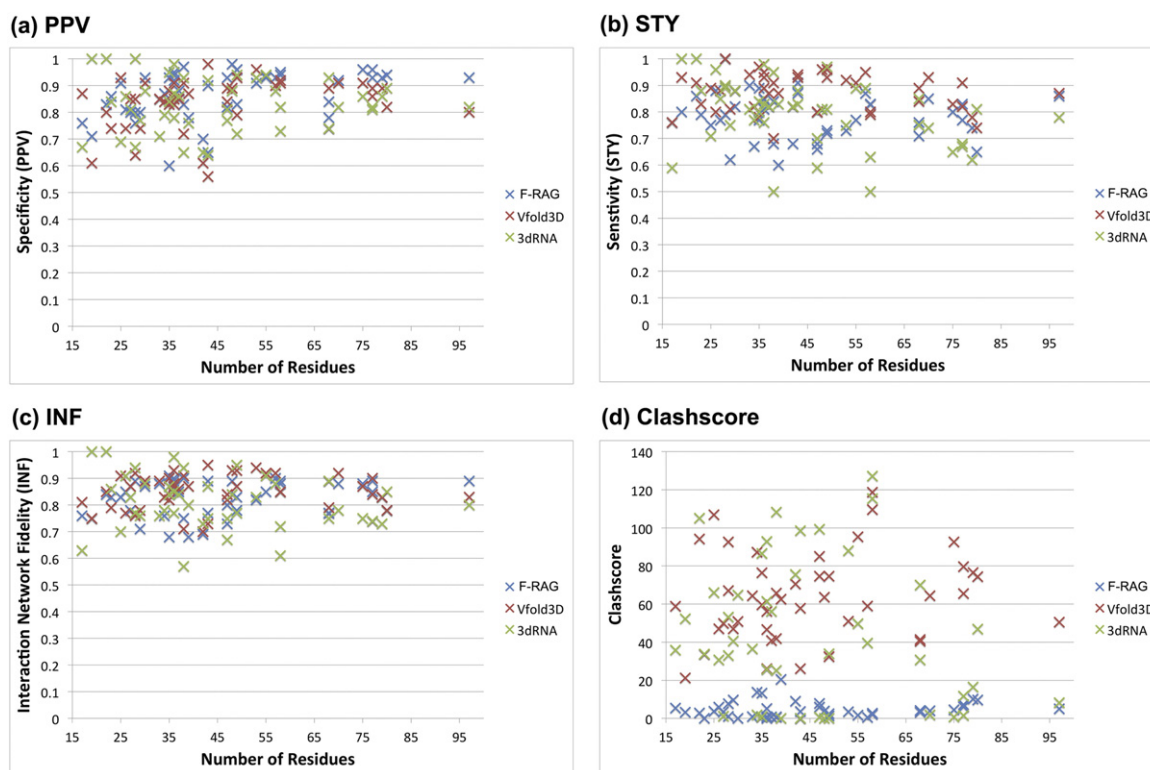 (a) PPV
Specificity (PPV)
1
0.9
0.8
0.7
0.6
0.5
0.4
0.3
0.2
0.1
0
15 25 35 45 55 65 75 85 95
Number of Residues
F-RAG
Vfold3D
3dRNA
(b) STY
Senstivity (STY)
1
0.9
0.8
0.7
0.6
0.5
0.4
0.3
0.2
0.1
0
15 25 35 45 55 65 75 85 95
Number of Residues
F-RAG
Vfold3D
3dRNA
(c) INF
Interaction Network Fidelity (INF)
1
0.9
0.8
0.7
0.6
0.5
0.4
0.3
0.2
0.1
0
15 25 35 45 55 65 75 85 95
Number of Residues
F-RAG
Vfold3D
3dRNA
(d) Clashscore
Clashscore
140
120
100
80
60
40
20
0
15 25 35 45 55 65 75 85 95
Number of Residues
F-RAG
Vfold3D
3dRNA